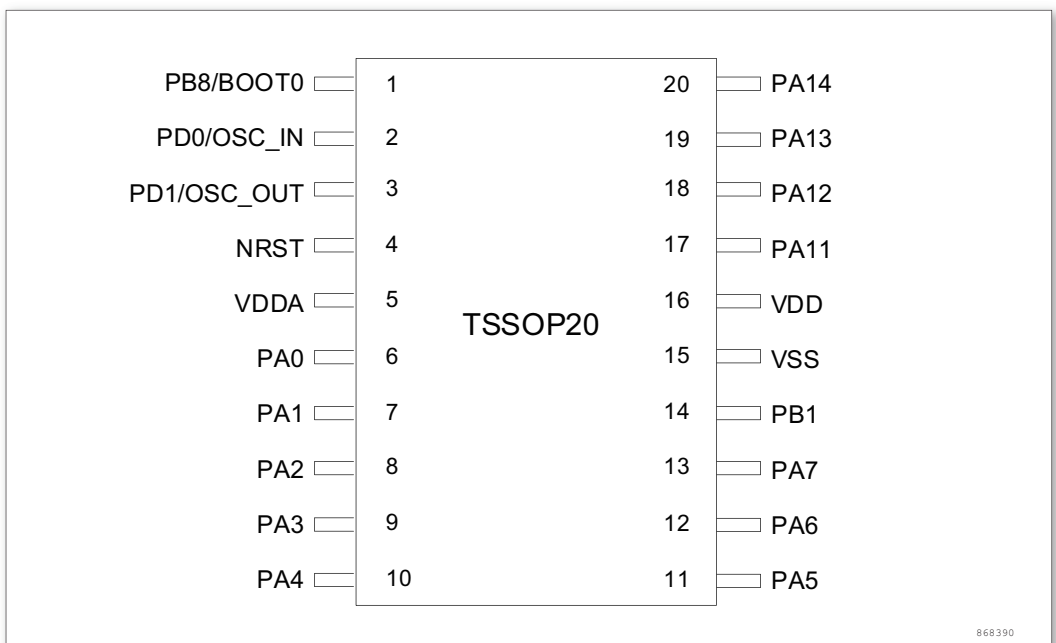 PB8/BOOT0 1 20 PA14
PD0/OSC_IN 2 19 PA13
PD1/OSC_OUT 3 18 PA12
NRST 4 17 PA11
VDDA 5 16 VDD
TSSOP20
PA0 6 15 VSS
PA1 7 14 PB1
PA2 8 13 PA7
PA3 9 12 PA6
PA4 10 11 PA5
868390